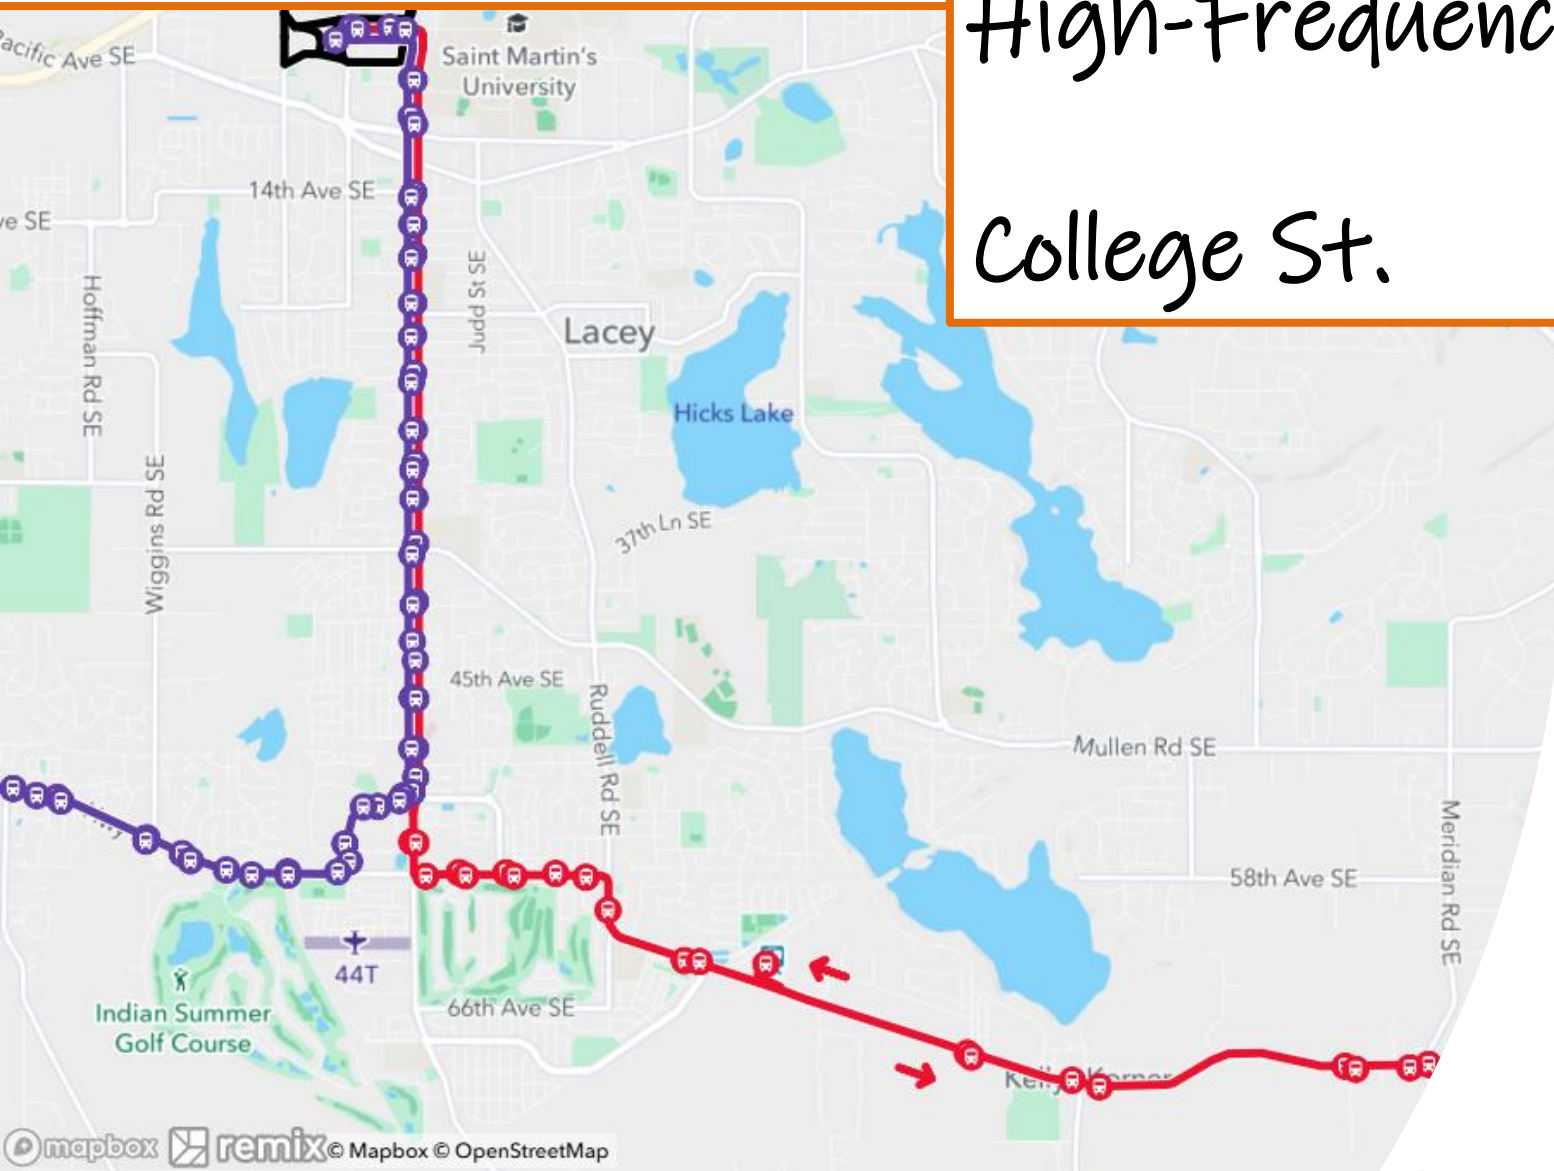 High-Frequenc
College St.
Pacific Ave SE
Saint Martin's
University
14th Ave SE
ve SE
Hoffman Rd SE
Judd St SE
Lacey
Hicks Lake
Wiggins Rd SE
37th Ln SE
45th Ave SE
Ruddell Rd SE
Mullen Rd SE
Meridian Rd SE
58th Ave SE
44T
66th Ave SE
Indian Summer
Golf Course
Korner
mapbox remix © Mapbox © OpenStreetMap